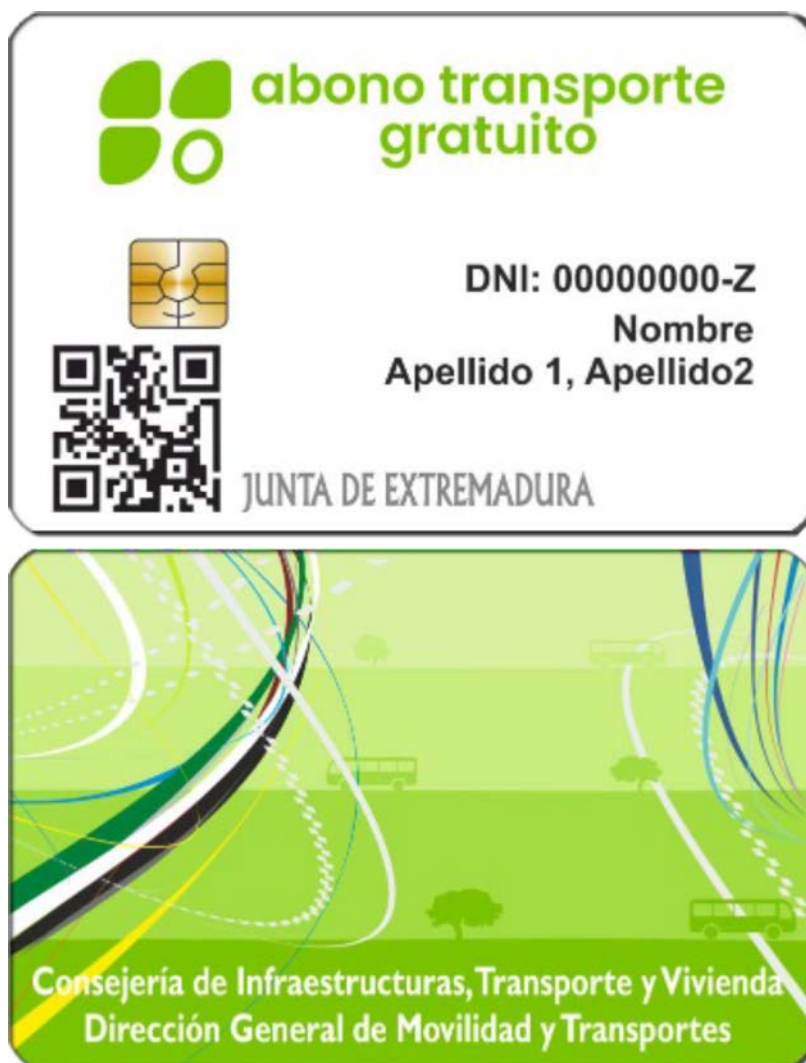 abono transporte
gratuito
DNI: 00000000-Z
Nombre
Apellido 1, Apellido2
JUNTA DE EXTREMADURA
Consejería de Infraestructuras, Transporte y Vivienda
Dirección General de Movilidad y Transportes